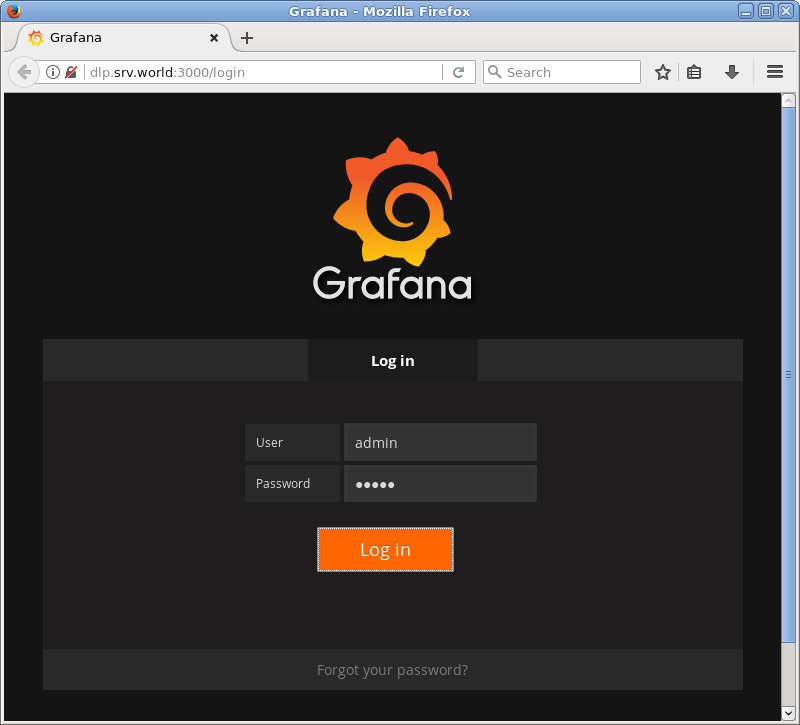 Grafana - Mozilla Firefox
Grafana
dlp.srv.world:3000/login
Search
Grafana
Log in
User admin
Password •••••
Log in
Forgot your password?